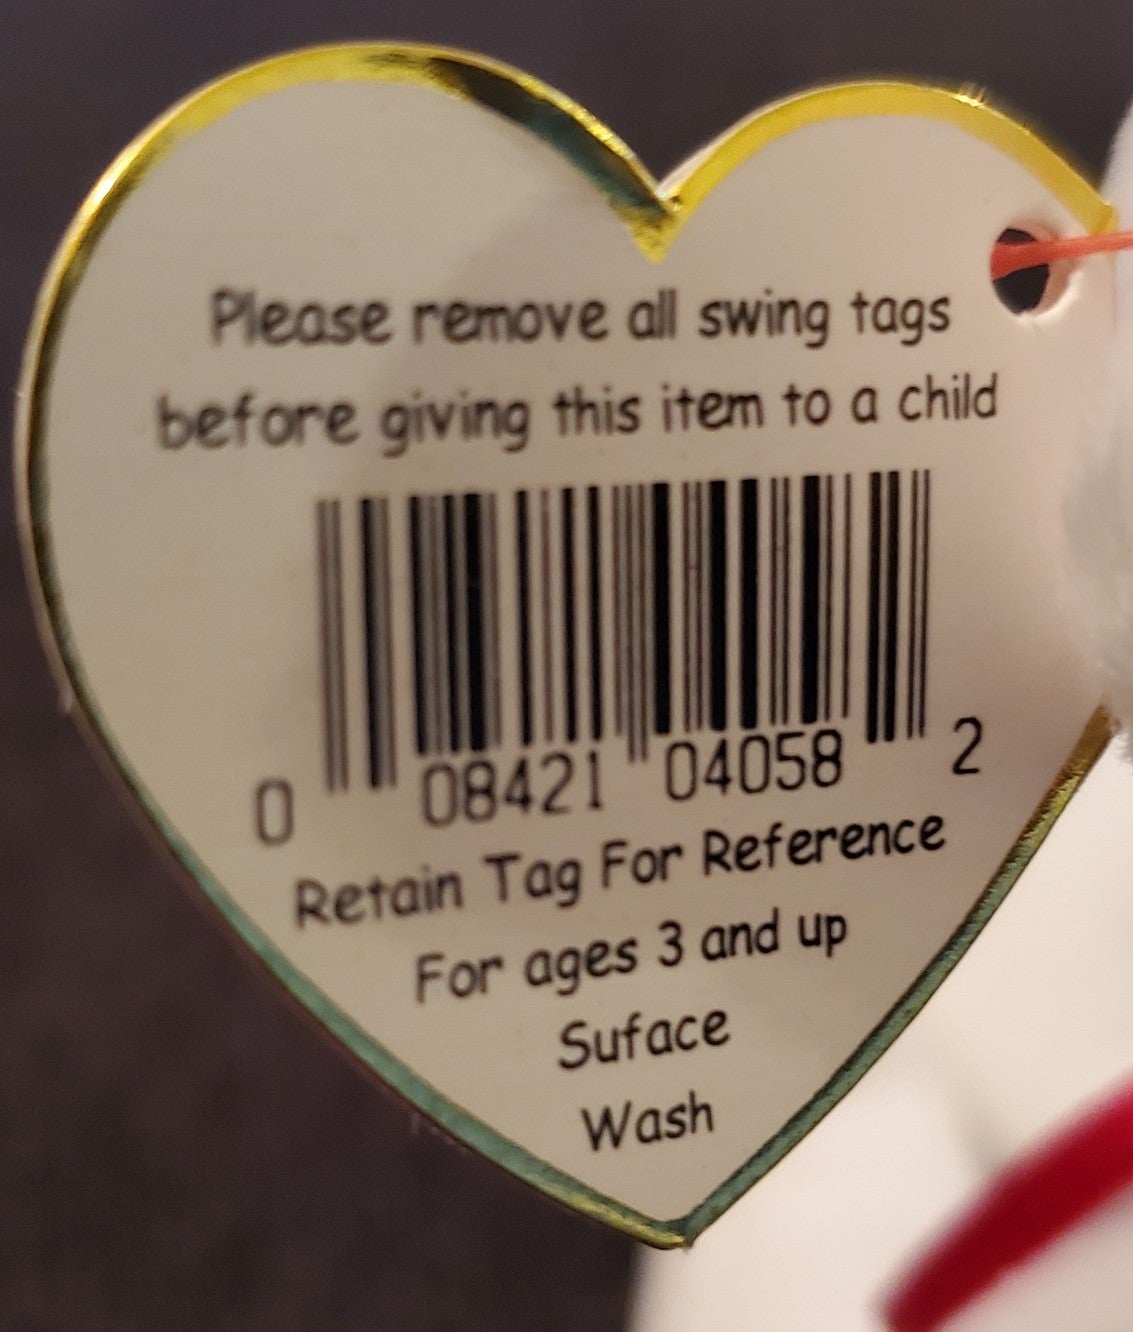 Please remove all swing tags
before giving this item to a child
0 08421 04058 2
Retain Tag For Reference
For ages 3 and up
Suface
Wash